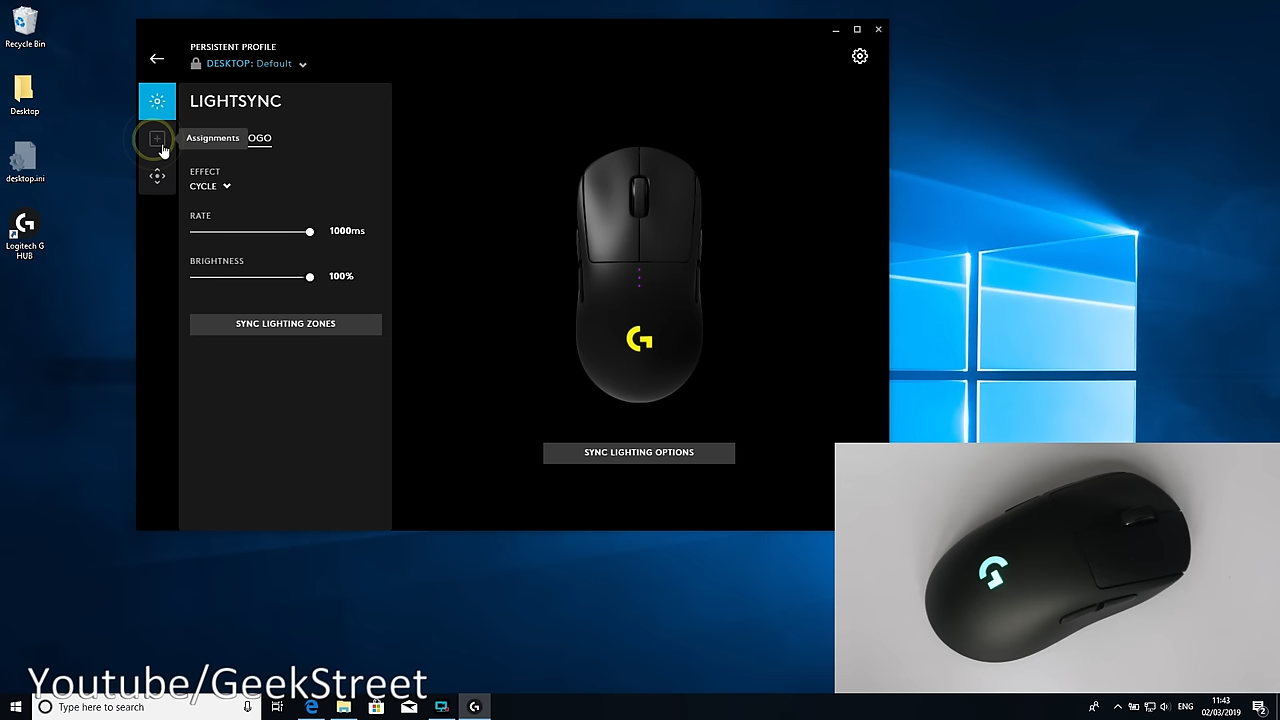 Recycle Bin
Desktop
desktop.ini
Logitech G
HUB
PERSISTENT PROFILE
DESKTOP: Default
LIGHTSYNC
Assignments
OGO
EFFECT
CYCLE
RATE
1000ms
BRIGHTNESS
100%
SYNC LIGHTING ZONES
SYNC LIGHTING OPTIONS
Youtube/GeekStreet
Type here to search
ENG
11:43
02/03/2019
2